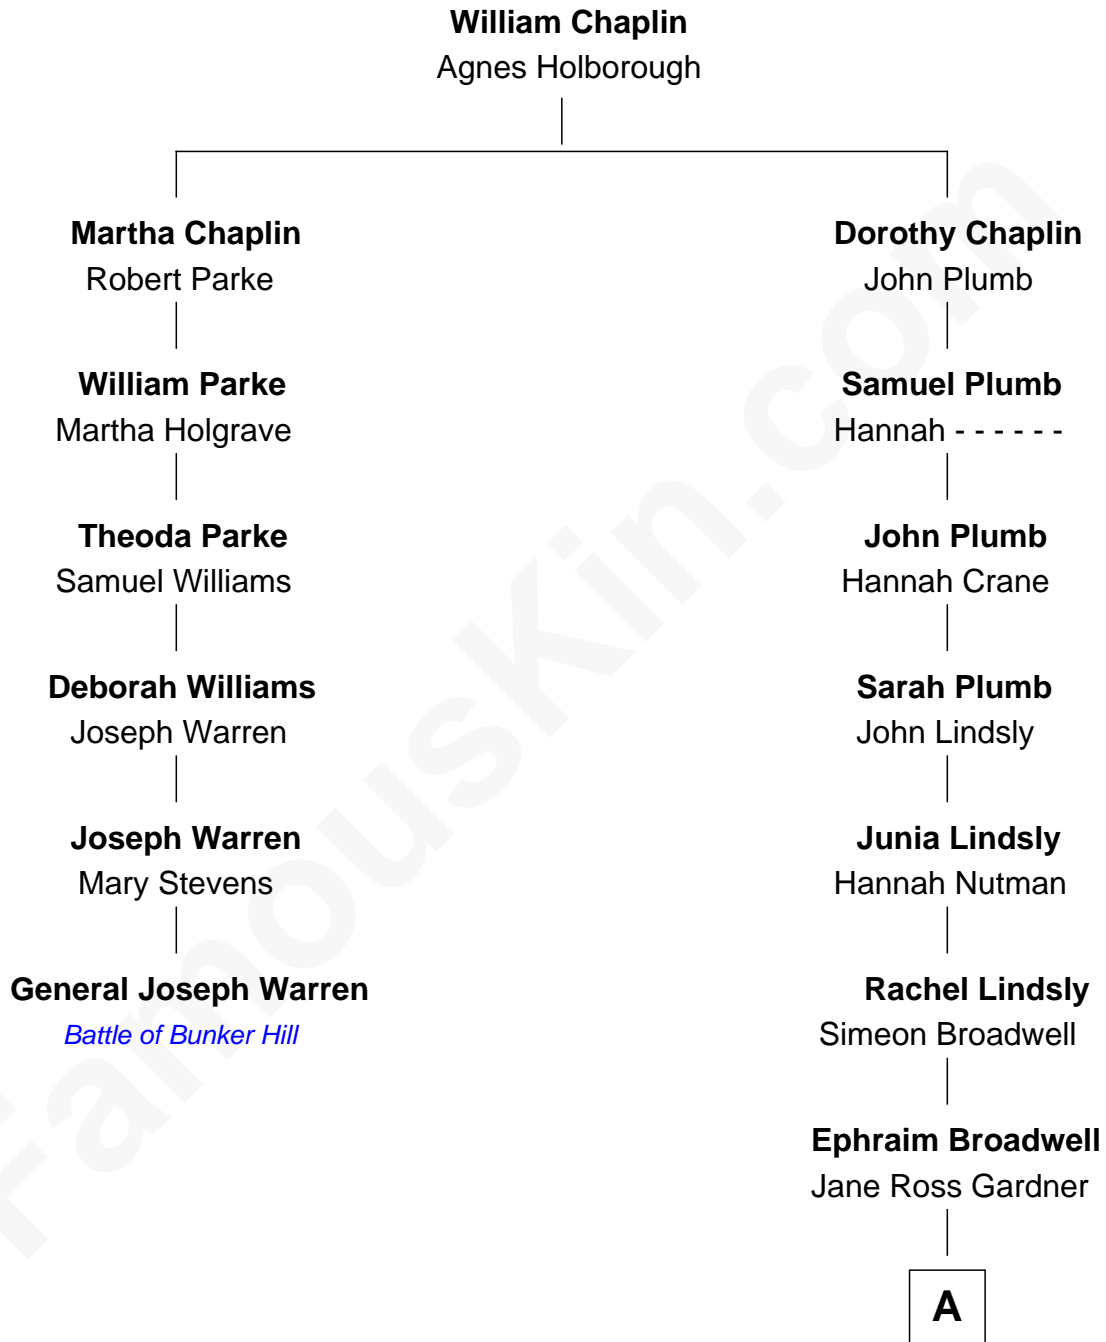 William Chaplin
Agnes Holborough
Martha Chaplin
Robert Parke
Dorothy Chaplin
John Plumb
William Parke
Martha Holgrave
Samuel Plumb
Hannah - - - - - -
Theoda Parke
Samuel Williams
John Plumb
Hannah Crane
Deborah Williams
Joseph Warren
Sarah Plumb
John Lindsly
Joseph Warren
Mary Stevens
Junia Lindsly
Hannah Nutman
General Joseph Warren
Battle of Bunker Hill
Rachel Lindsly
Simeon Broadwell
Ephraim Broadwell
Jane Ross Gardner
A
FamousKin.com